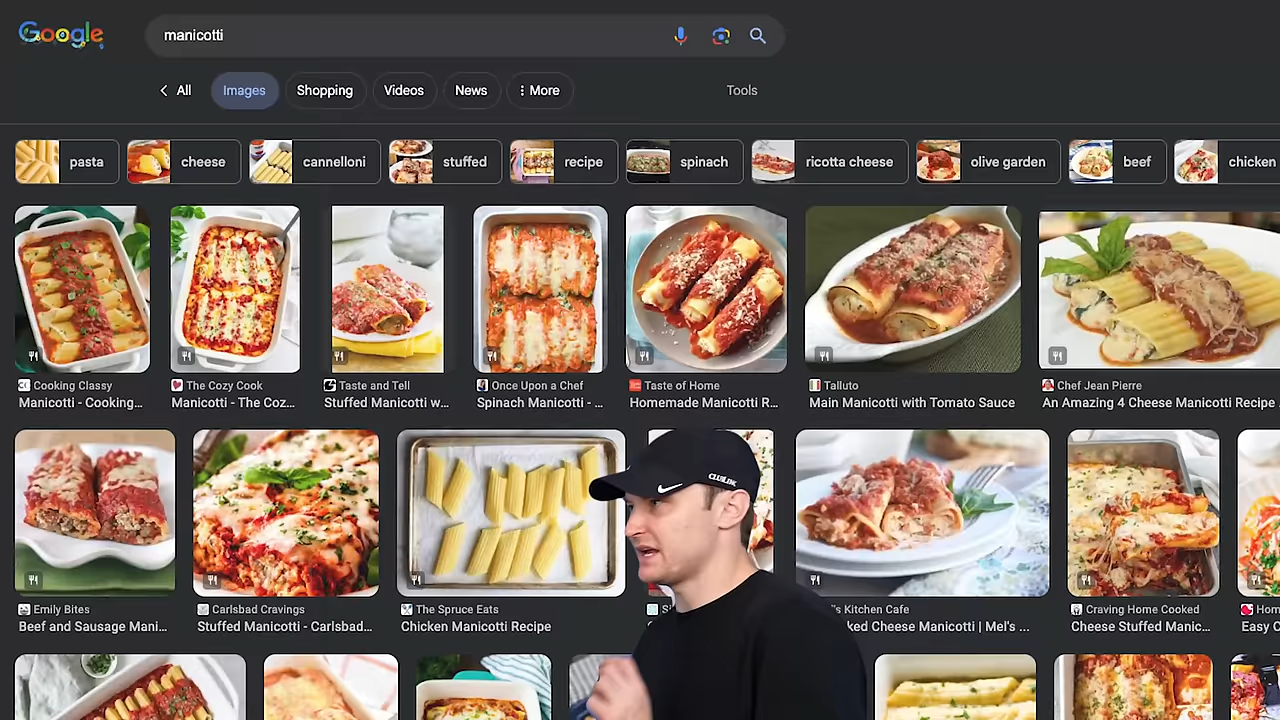 Google
manicotti
All
Images
Shopping
Videos
News
More
Tools
pasta
cheese
cannelloni
stuffed
recipe
spinach
ricotta cheese
olive garden
beef
chicken
Cooking Classy
Manicotti - Cooking...
The Cozy Cook
Manicotti - The Coz...
Taste and Tell
Stuffed Manicotti w...
Once Upon a Chef
Spinach Manicotti - ...
Taste of Home
Homemade Manicotti R...
Talluto
Main Manicotti with Tomato Sauce
Chef Jean Pierre
An Amazing 4 Cheese Manicotti Recipe
Emily Bites
Beef and Sausage Mani...
Carlsbad Cravings
Stuffed Manicotti - Carlsbad...
The Spruce Eats
Chicken Manicotti Recipe
's Kitchen Cafe
ked Cheese Manicotti | Mel's ...
Craving Home Cooked
Cheese Stuffed Manic...
Hom
Easy C